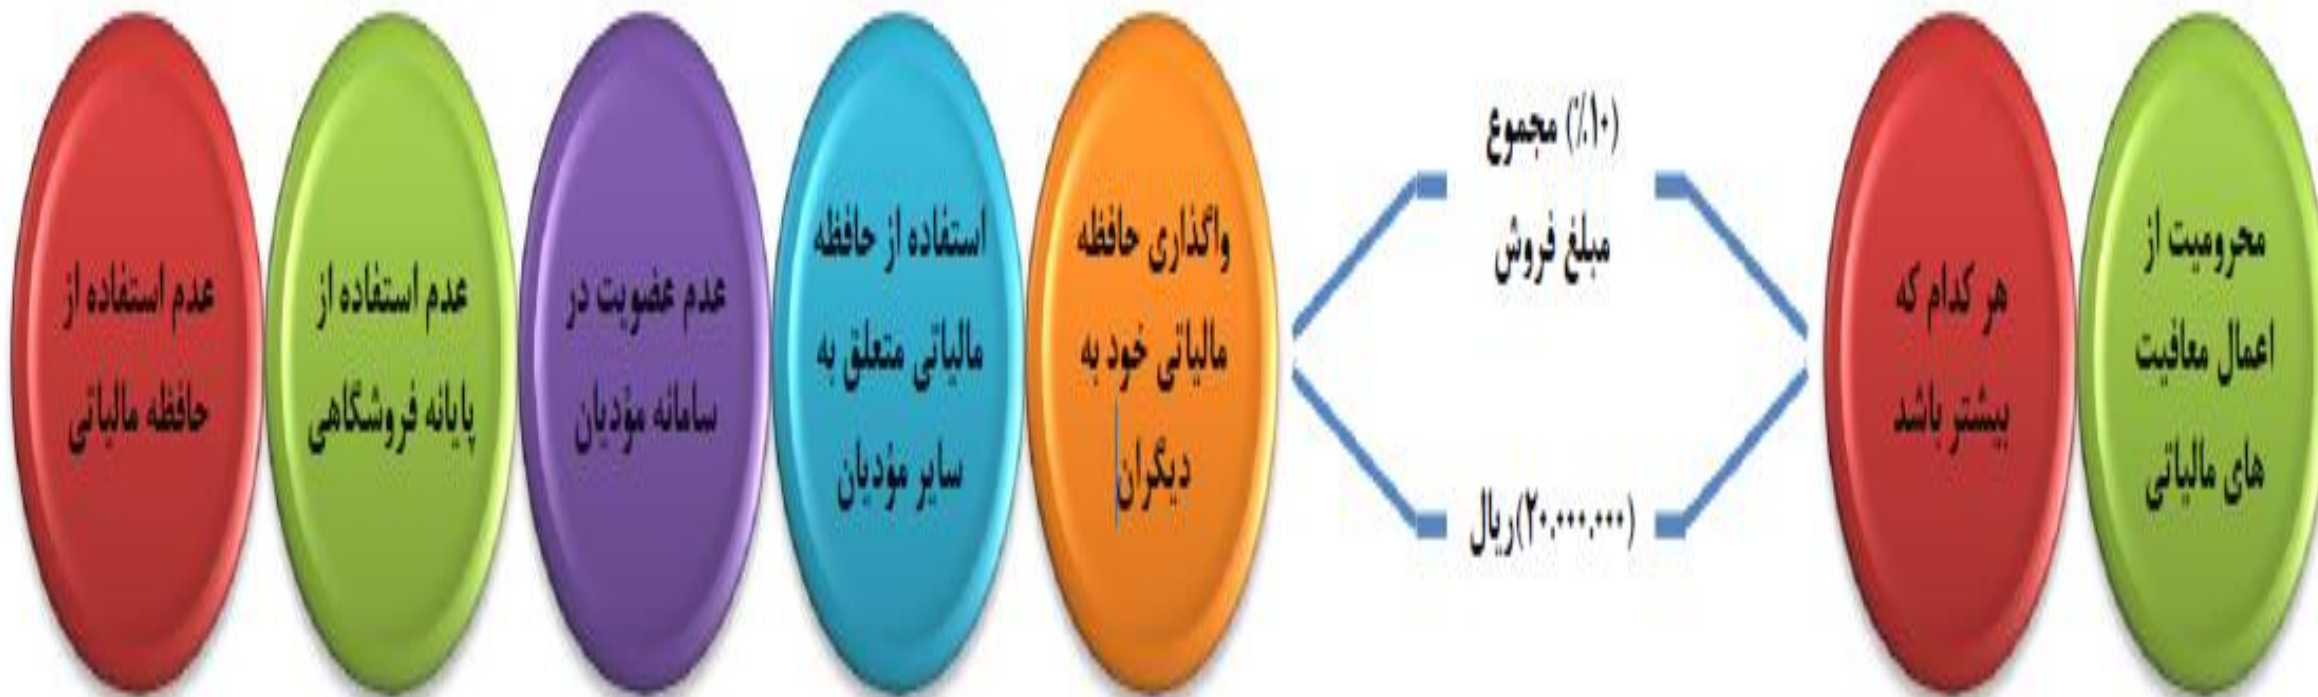 عدم استفاده از
حافظه مالیاتی
عدم استفاده از
پایانه فروشگاهی
عدم عضویت در
سامانه مؤدیان
استفاده از حافظه
مالیاتی متعلق به
سایر مؤدیان
واگذاری حافظه
مالیاتی خود به
دیگران
(۱۰٪) مجموع
مبلغ فروش
(۲۰.۰۰۰.۰۰۰)ریال
هر کدام که
بیشتر باشد
محرومیت از
اعمال معافیت
های مالیاتی